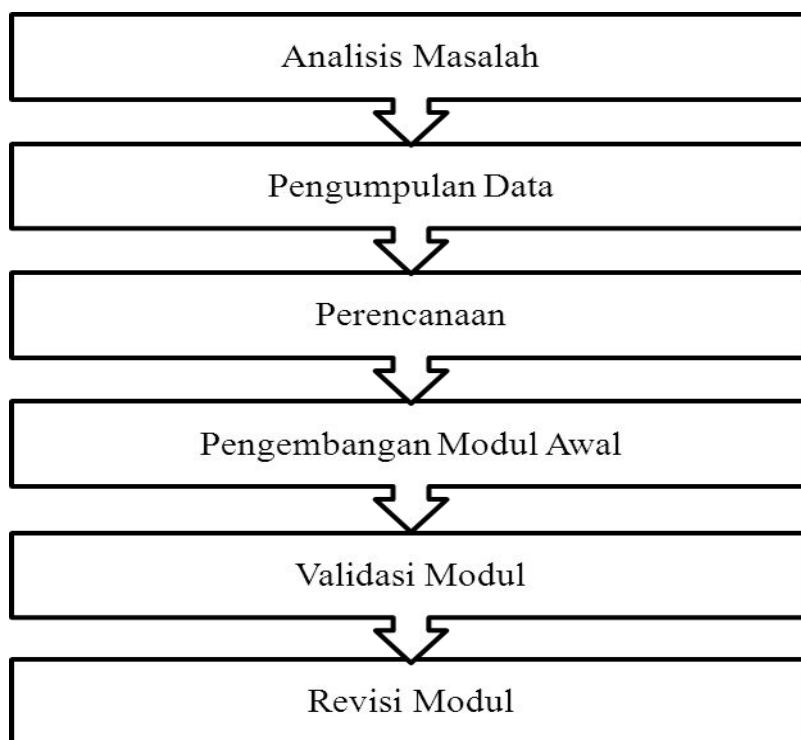 Analisis Masalah
Pengumpulan Data
Perencanaan
Pengembangan Modul Awal
Validasi Modul
Revisi Modul